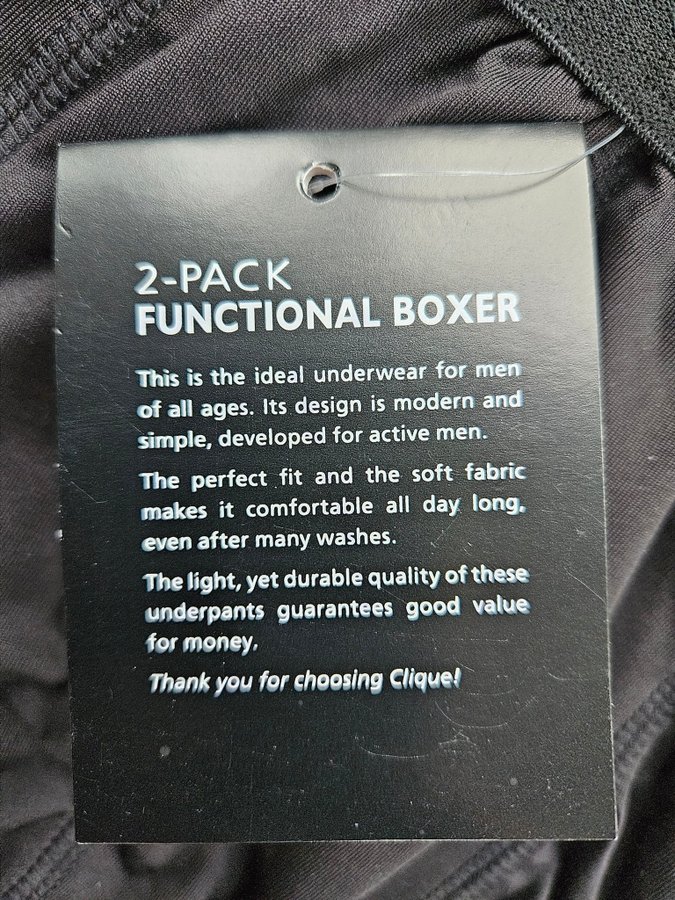 2-PACK
FUNCTIONAL BOXER
This is the ideal underwear for men
of all ages. Its design is modern and
simple, developed for active men.
The perfect fit and the soft fabric
makes it comfortable all day long,
even after many washes.
The light, yet durable quality of these
underpants guarantees good value
for money.
Thank you for choosing Clique!